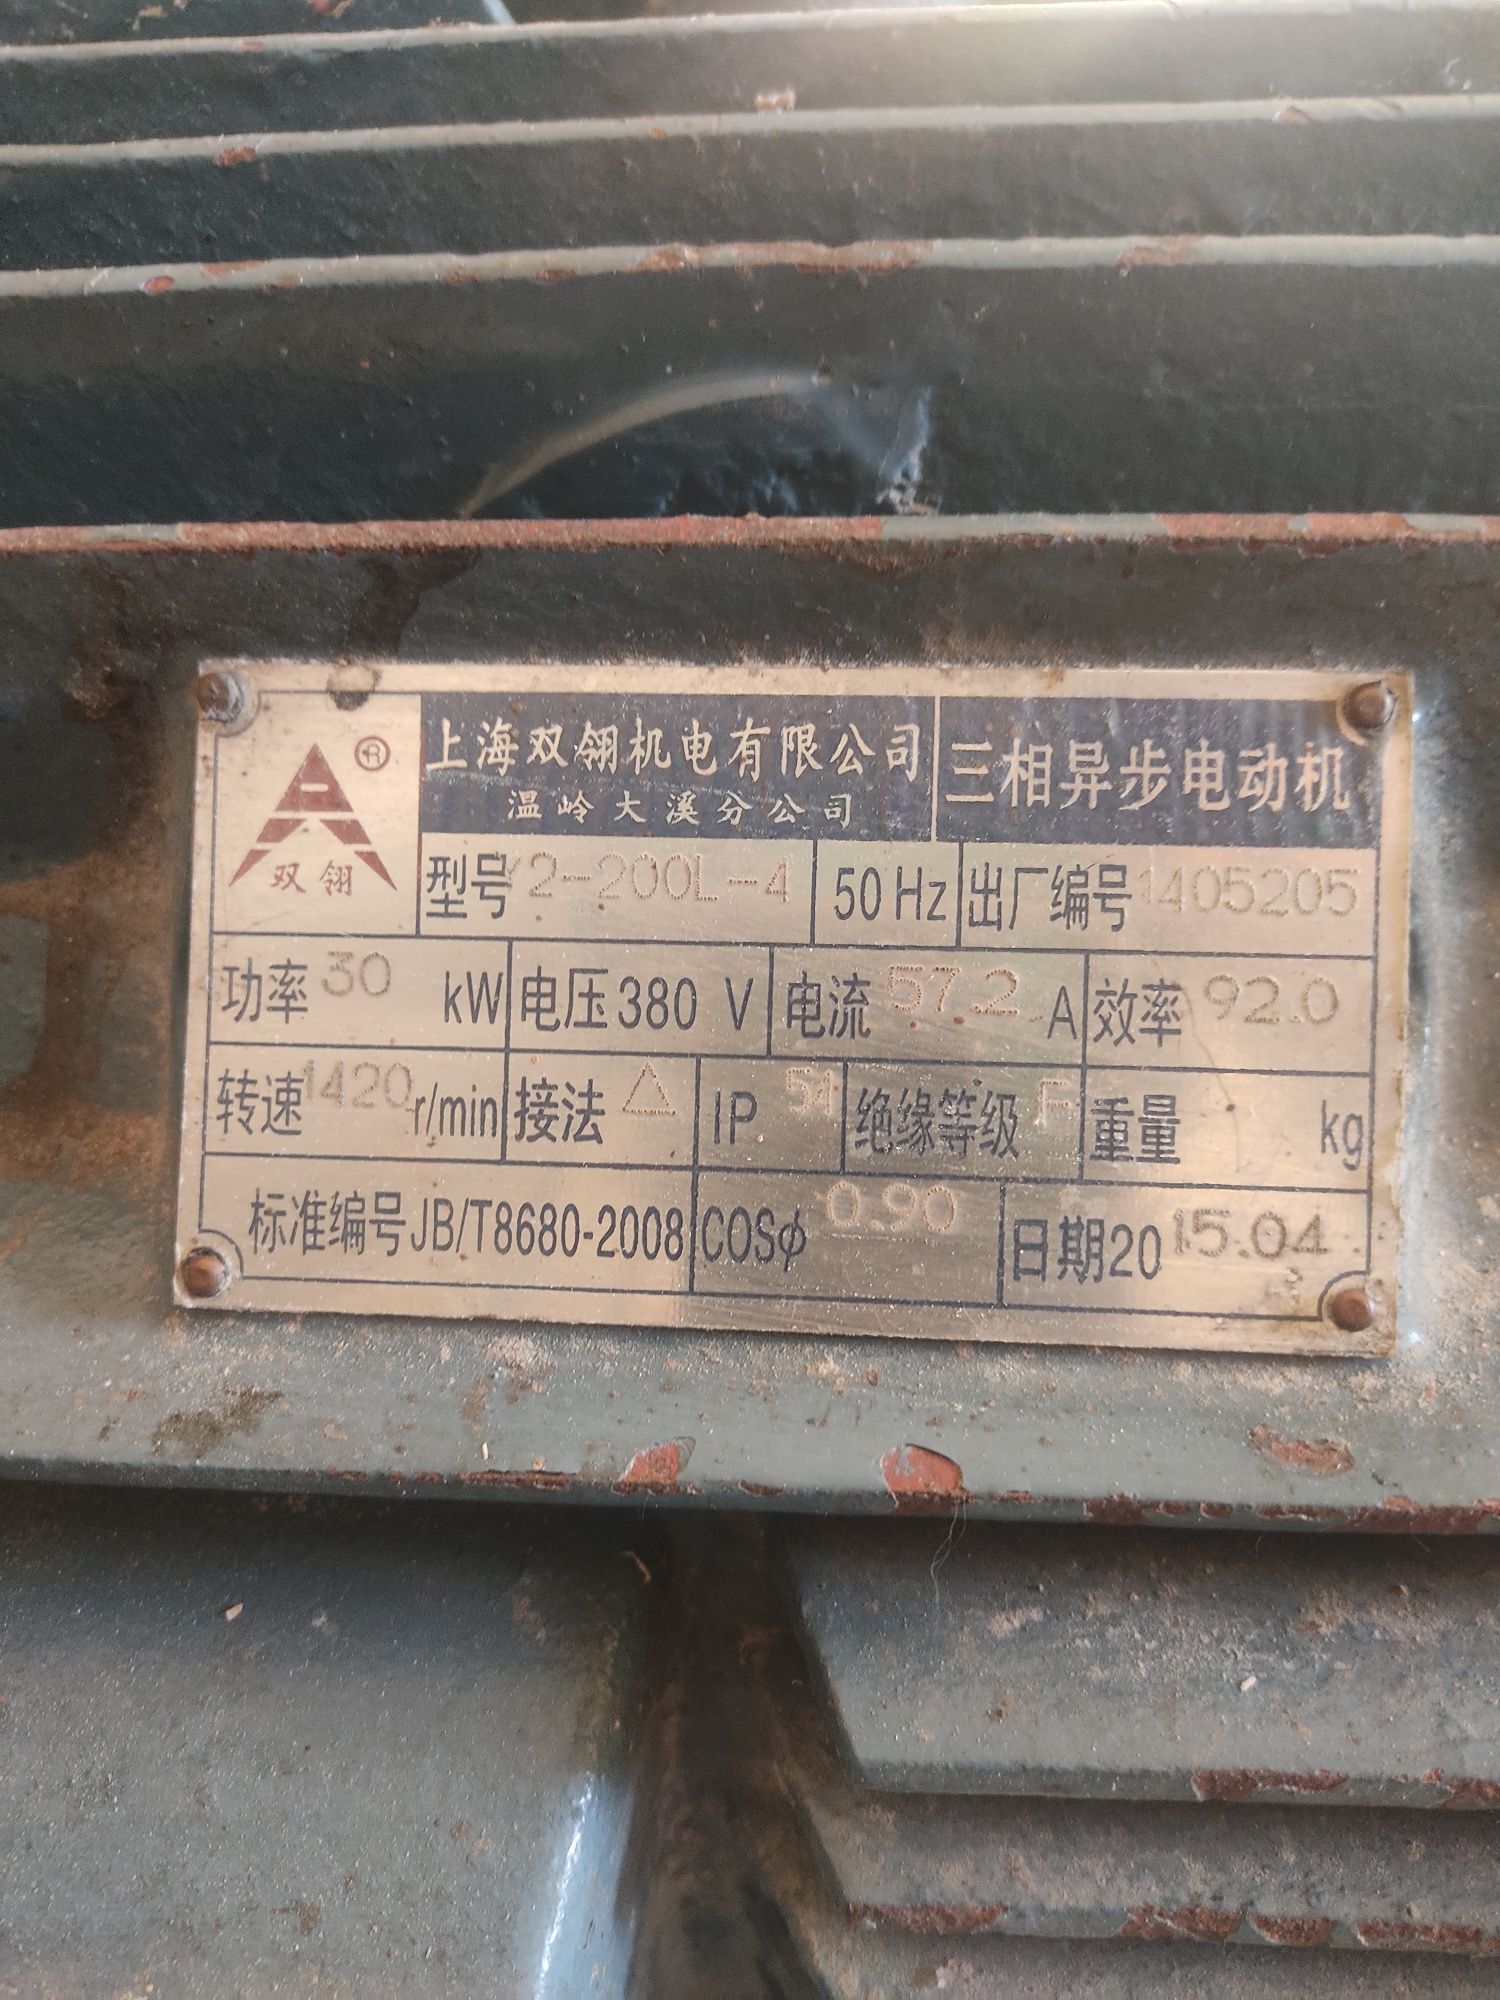 ®
双翎
上海双翎机电有限公司
温岭大溪分公司
三相异步电动机
型号 Y2-200L-4 50Hz 出厂编号 1405205
功率 30 kW 电压 380 V 电流 57.2 A 效率 92.0
转速 1420 r/min 接法 △ IP 54 绝缘等级 F 重量 kg
标准编号 JB/T8680-2008 COSφ 0.90 日期 2015.04